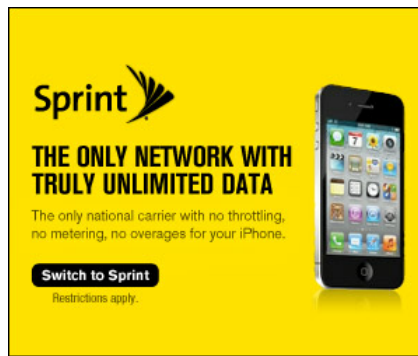 Sprint
THE ONLY NETWORK WITH
TRULY UNLIMITED DATA
The only national carrier with no throttling,
no metering, no overages for your iPhone.
Switch to Sprint
Restrictions apply.